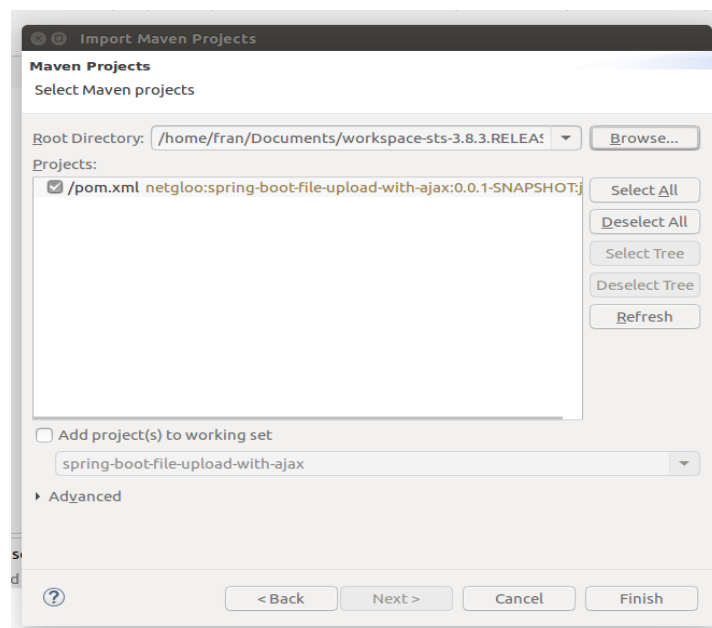 Import Maven Projects
Maven Projects
Select Maven projects
Root Directory: /home/fran/Documents/workspace-sts-3.8.3.RELEAS Browse...
Projects:
/pom.xml netgloo:spring-boot-file-upload-with-ajax:0.0.1-SNAPSHOT:j
Select All
Deselect All
Select Tree
Deselect Tree
Refresh
Add project(s) to working set
spring-boot-file-upload-with-ajax
Advanced
s
d
? < Back Next > Cancel Finish